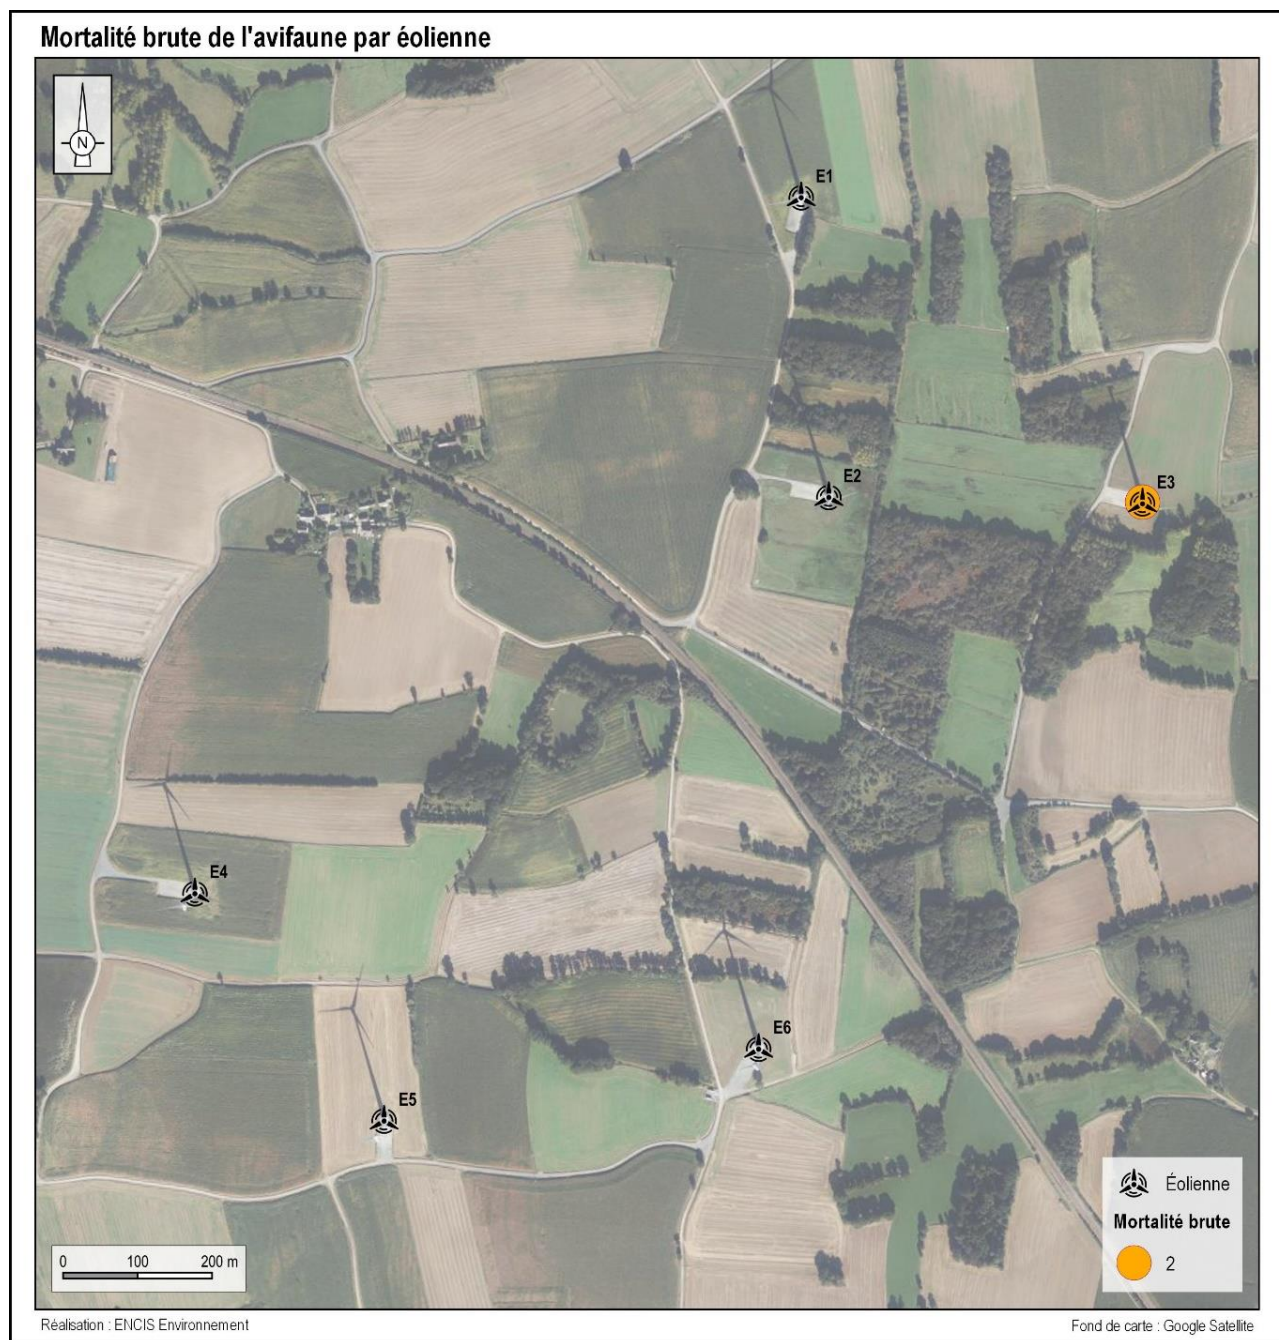 Mortalité brute de l'avifaune par éolienne
N
E1
E2
E3
E4
E6
E5
Éolienne
Mortalité brute
2
0 100 200 m
Réalisation : ENCIS Environnement
Fond de carte : Google Satellite